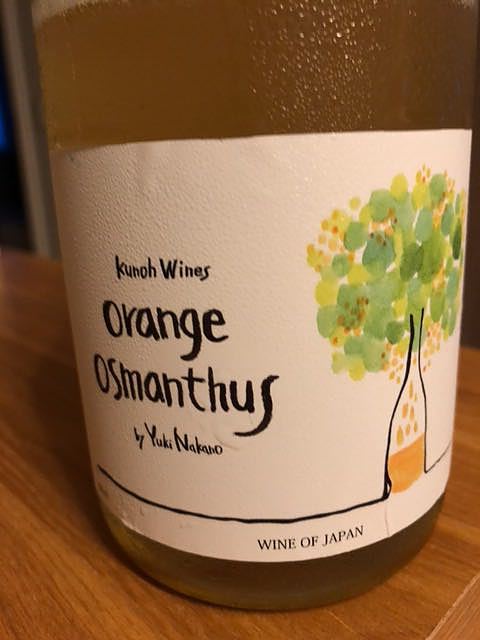 Kunoh Wines
orange
osmanthus
by Yuki Nakano
WINE OF JAPAN